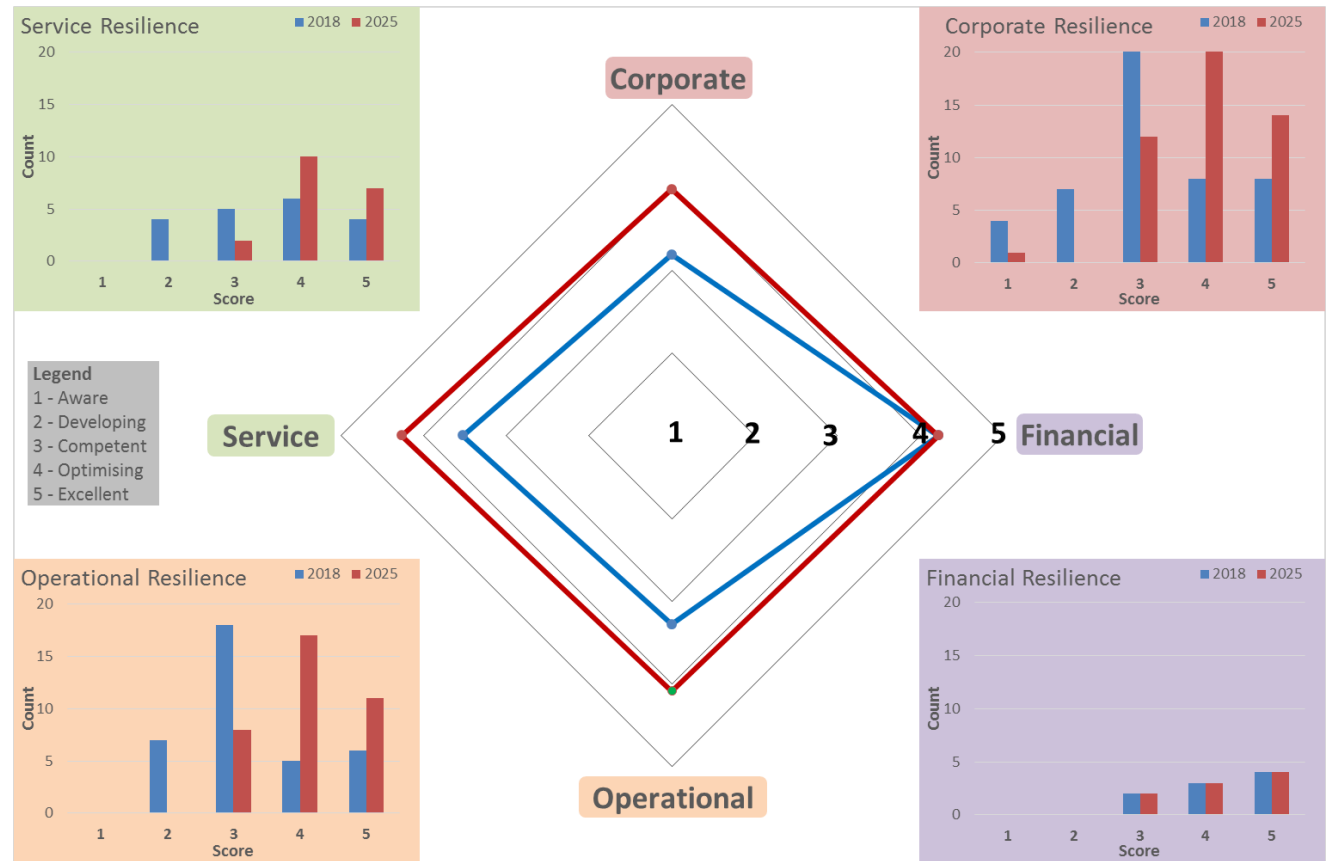 Service Resilience
2018 2025
20
15
10
5
0
Count
1 2 3 4 5
Score
Corporate Resilience
2018 2025
20
15
10
5
0
Count
1 2 3 4 5
Score
Corporate
Legend
1 - Aware
2 - Developing
3 - Competent
4 - Optimising
5 - Excellent
Service
1 2 3 4 5
Financial
Operational
Operational Resilience
2018 2025
20
15
10
5
0
Count
1 2 3 4 5
Score
Financial Resilience
2018 2025
20
15
10
5
0
Count
1 2 3 4 5
Score